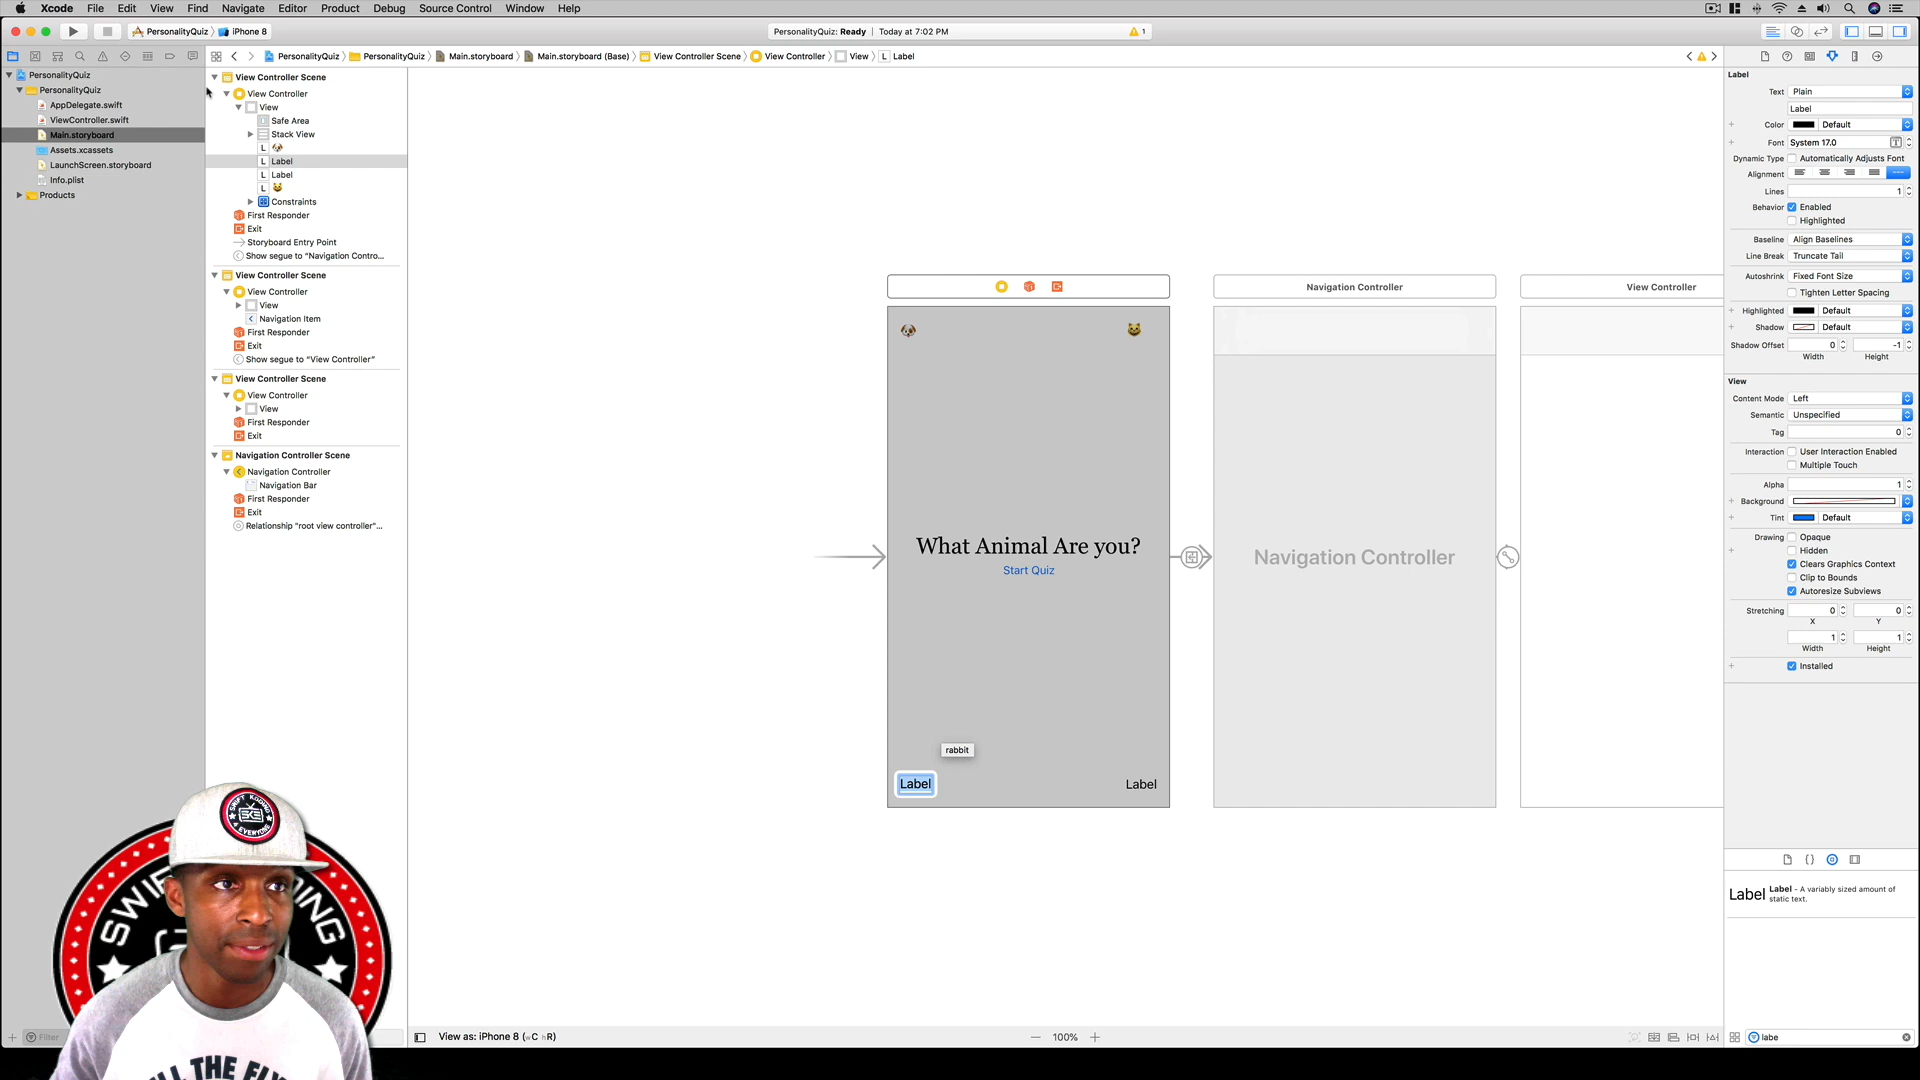 Xcode File Edit View Find Navigate Editor Product Debug Source Control Window Help
PersonalityQuiz iPhone 8
PersonalityQuiz: Ready | Today at 7:02 PM 1
PersonalityQuiz PersonalityQuiz Main.storyboard Main.storyboard (Base) View Controller Scene View Controller View L Label
PersonalityQuiz
PersonalityQuiz
AppDelegate.swift
ViewController.swift
Main.storyboard
Assets.xcassets
LaunchScreen.storyboard
Info.plist
Products
Filter
View Controller Scene
View Controller
View
Safe Area
Stack View
L 🐶
L Label
L Label
L 😺
Constraints
First Responder
Exit
Storyboard Entry Point
Show segue to “Navigation Contro...
View Controller Scene
View Controller
View
Navigation Item
First Responder
Exit
Show segue to “View Controller”
View Controller Scene
View Controller
View
First Responder
Exit
Navigation Controller Scene
Navigation Controller
Navigation Bar
First Responder
Exit
Relationship “root view controller”...
🐶 😺
What Animal Are you?
Start Quiz
rabbit
Label Label
Navigation Controller
Navigation Controller
View Controller
View as: iPhone 8 (wC hR)
100%
Label
Text Plain
Label
Color Default
Font System 17.0
Dynamic Type Automatically Adjusts Font
Alignment
Lines 1
Behavior Enabled
Highlighted
Baseline Align Baselines
Line Break Truncate Tail
Autoshrink Fixed Font Size
Tighten Letter Spacing
Highlighted Default
Shadow Default
Shadow Offset 0 -1
Width Height
View
Content Mode Left
Semantic Unspecified
Tag 0
Interaction User Interaction Enabled
Multiple Touch
Alpha 1
Background
Tint Default
Drawing Opaque
Hidden
Clears Graphics Context
Clip to Bounds
Autoresize Subviews
Stretching 0 0
X Y
1 1
Width Height
Installed
Label Label - A variably sized amount of
static text.
labe
SWIFT KODING
EVERYONE